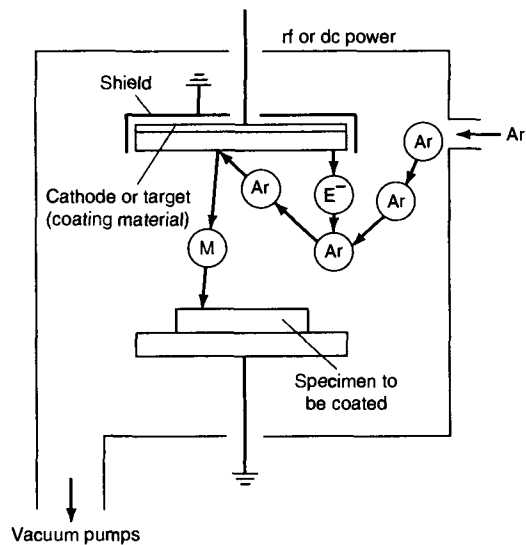 rf or dc power
Shield
Ar
Ar
Cathode or target
(coating material)
Ar
E⁻
Ar
M
Ar
Specimen to
be coated
Vacuum pumps